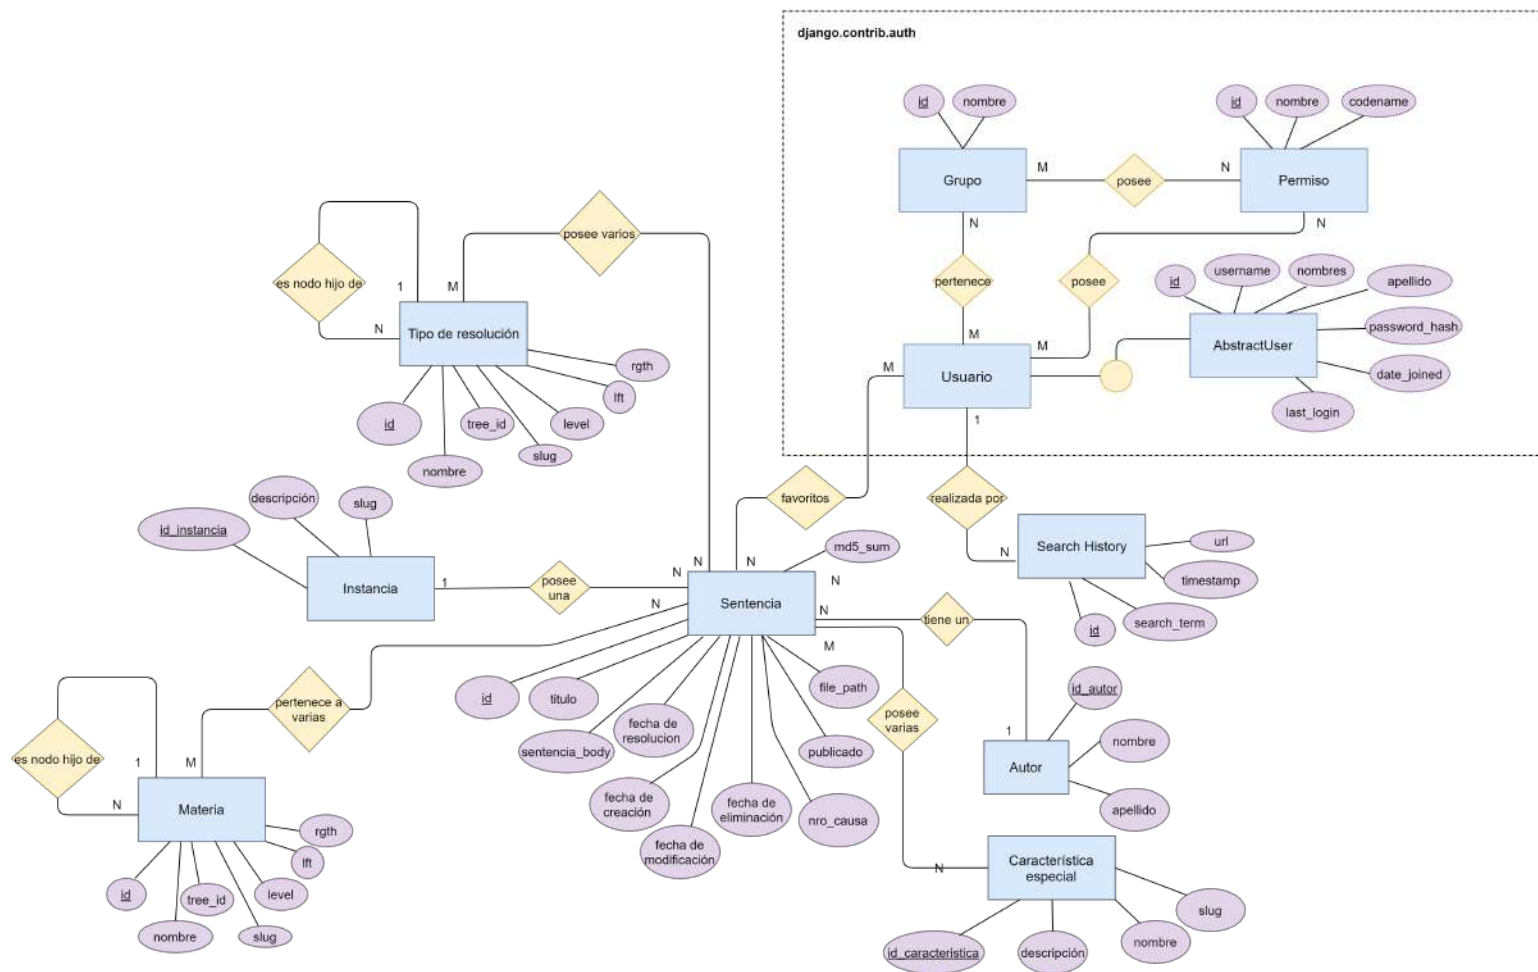 django.contrib.auth
id
nombre
id
nombre
codename
Grupo
M
posee
N
Permiso
N
N
posee varios
es nodo hijo de
1
M
N
Tipo de resolución
pertenece
posee
id
username
nombres
apellido
password_hash
AbstractUser
date_joined
last_login
M
M
M
Usuario
1
rgth
lft
level
id
tree_id
slug
nombre
descripción
slug
id_instancia
favoritos
realizada por
Search History
N
url
timestamp
search_term
id
md5_sum
Instancia
1
posee
una
N
N
N
N
N
N
Sentencia
M
tiene un
id
titulo
sentencia_body
fecha de
resolucion
file_path
publicado
fecha de
creación
fecha de
modificación
fecha de
eliminación
nro_causa
posee
varias
id_autor
1
Autor
nombre
apellido
pertenece a
varias
es nodo hijo de
1
M
N
Materia
rgth
lft
level
id
tree_id
nombre
slug
N
Característica
especial
slug
nombre
id_caracteristica
descripción